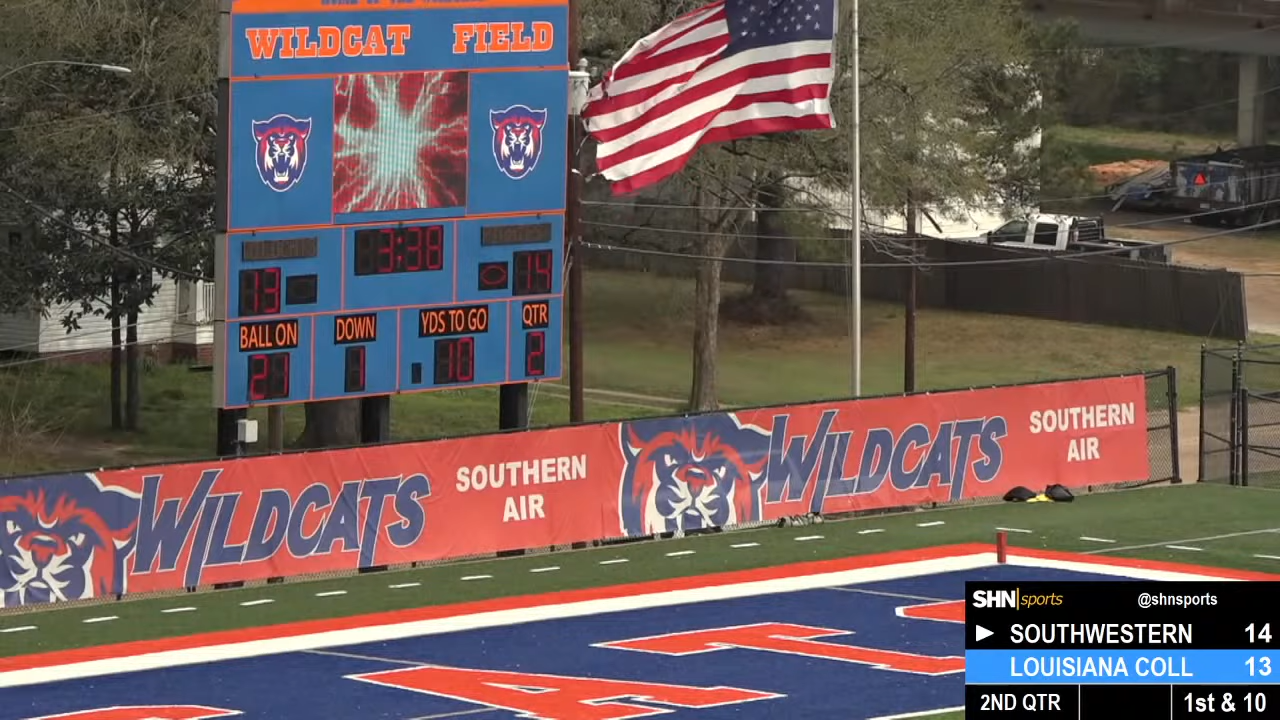 WILDCAT FIELD
3:38
13
14
BALL ON
DOWN
YDS TO GO
QTR
21
1
10
2
WILDCATS
SOUTHERN
AIR
WILDCATS
SOUTHERN
AIR
SHN sports
@shnsports
SOUTHWESTERN 14
LOUISIANA COLL 13
2ND QTR
1st & 10